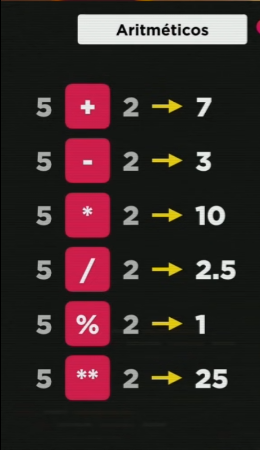 Aritméticos
5 + 2 → 7
5 - 2 → 3
5 * 2 → 10
5 / 2 → 2.5
5 % 2 → 1
5 ** 2 → 25